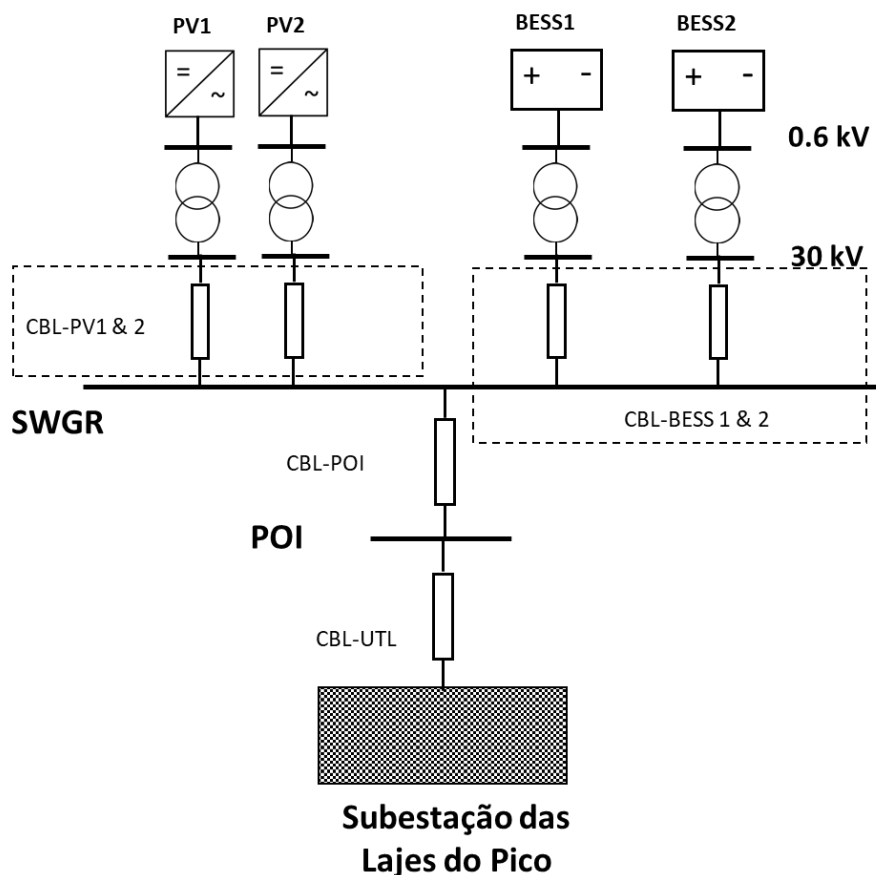 PV1
PV2
BESS1
BESS2
=
~
=
~
+ -
+ -
0.6 kV
30 kV
CBL-PV1 & 2
SWGR
CBL-BESS 1 & 2
CBL-POI
POI
CBL-UTL
Subestação das
Lajes do Pico